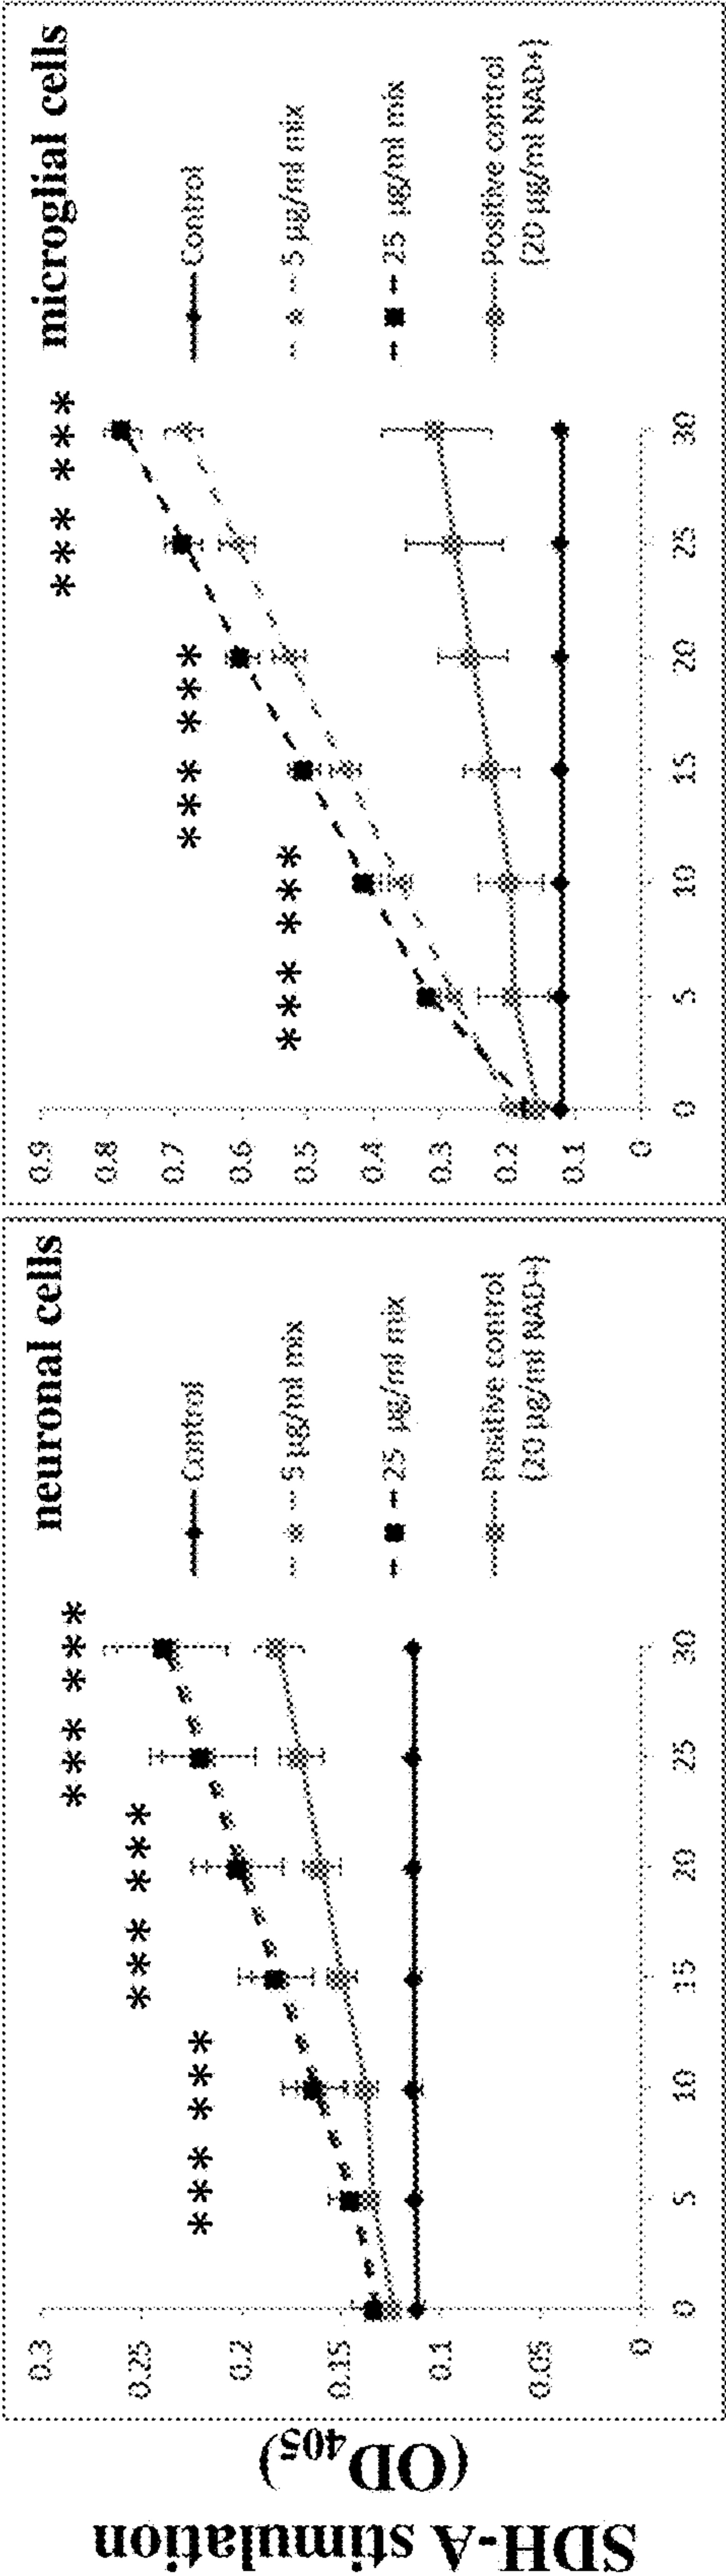 SDH-A stimulation
(OD405)
neuronal cells
0.3
0.25
0.2
0.15
0.1
0.05
0
0 5 10 15 20 25 30
*** ***
*** ***
*** ***
Control
5 µg/ml mix
25 µg/ml mix
Positive control
(20 µg/ml NAD+)
microglial cells
0.9
0.8
0.7
0.6
0.5
0.4
0.3
0.2
0.1
0
0 5 10 15 20 25 30
*** ***
*** ***
*** ***
Control
5 µg/ml mix
25 µg/ml mix
Positive control
(20 µg/ml NAD+)